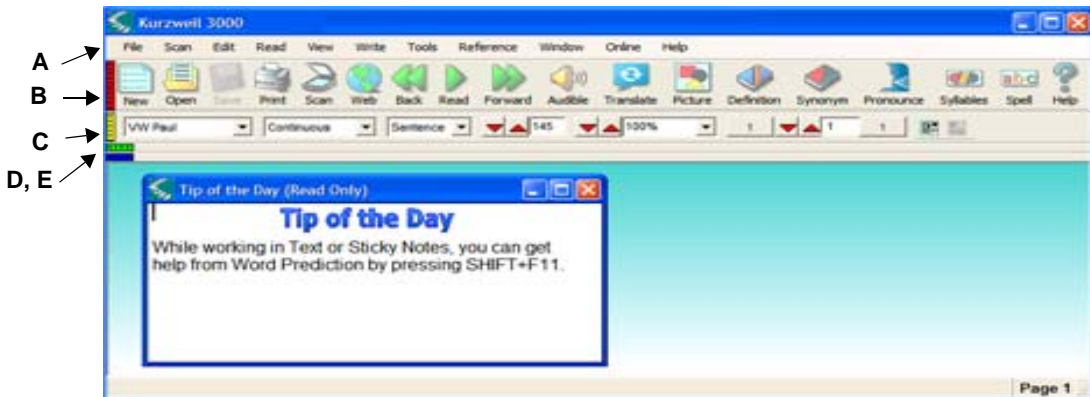 Kurzweil 3000
A
File Scan Edit Read View Write Tools Reference Window Online Help
B
New Open Save Print Scan Web Back Read Forward Audible Translate Picture Definition Synonym Pronounce Syllables Spell Help
C
VW Paul Continuous Sentence 145 100% 1 1 1
D, E
Tip of the Day (Read Only)
Tip of the Day
While working in Text or Sticky Notes, you can get
help from Word Prediction by pressing SHIFT+F11.
Page 1